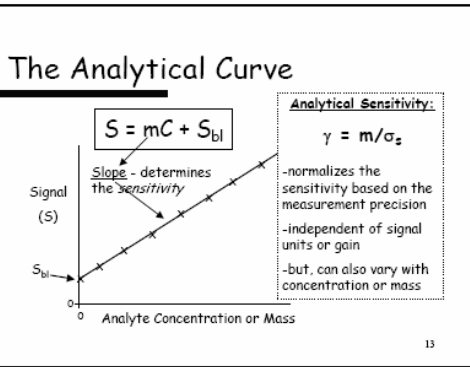 The Analytical Curve
S = mC + Sbl
Slope - determines
the sensitivity
Signal
(S)
Sbl
0
0
Analyte Concentration or Mass
Analytical Sensitivity:
γ = m/σs
-normalizes the
sensitivity based on the
measurement precision
-independent of signal
units or gain
-but, can also vary with
concentration or mass
13